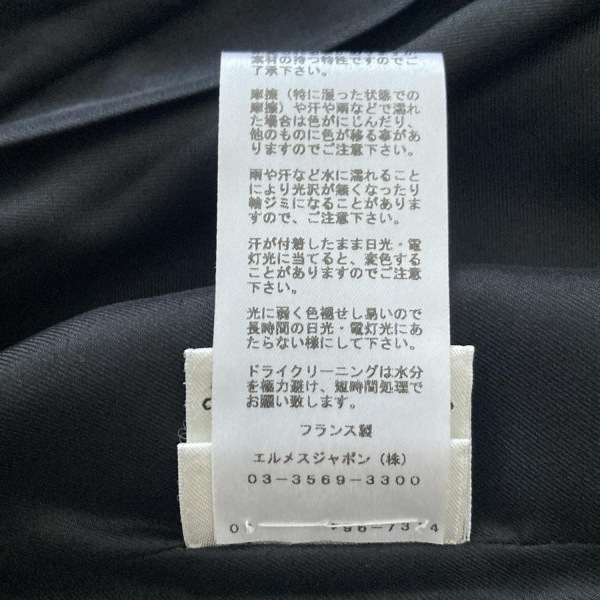 素材の持つ特性ですのでご
了承下さい。
摩擦（特に湿った状態での
摩擦）や汗や雨などで濡れ
た場合は色がにじんだり、
他のものに色が移る事があ
りますのでご注意下さい。
雨や汗など水に濡れること
により光沢が無くなったり
輪ジミになることがありま
すので、ご注意下さい。
汗が付着したまま日光・電
灯光に当てると、変色する
ことがありますのでご注意
下さい。
光に弱く色褪せし易いので
長時間の日光・電灯光にあ
たらない様にして下さい。
ドライクリーニングは水分
を極力避け、短時間処理で
お願い致します。
フランス製
エルメスジャポン（株）
03-3569-3300